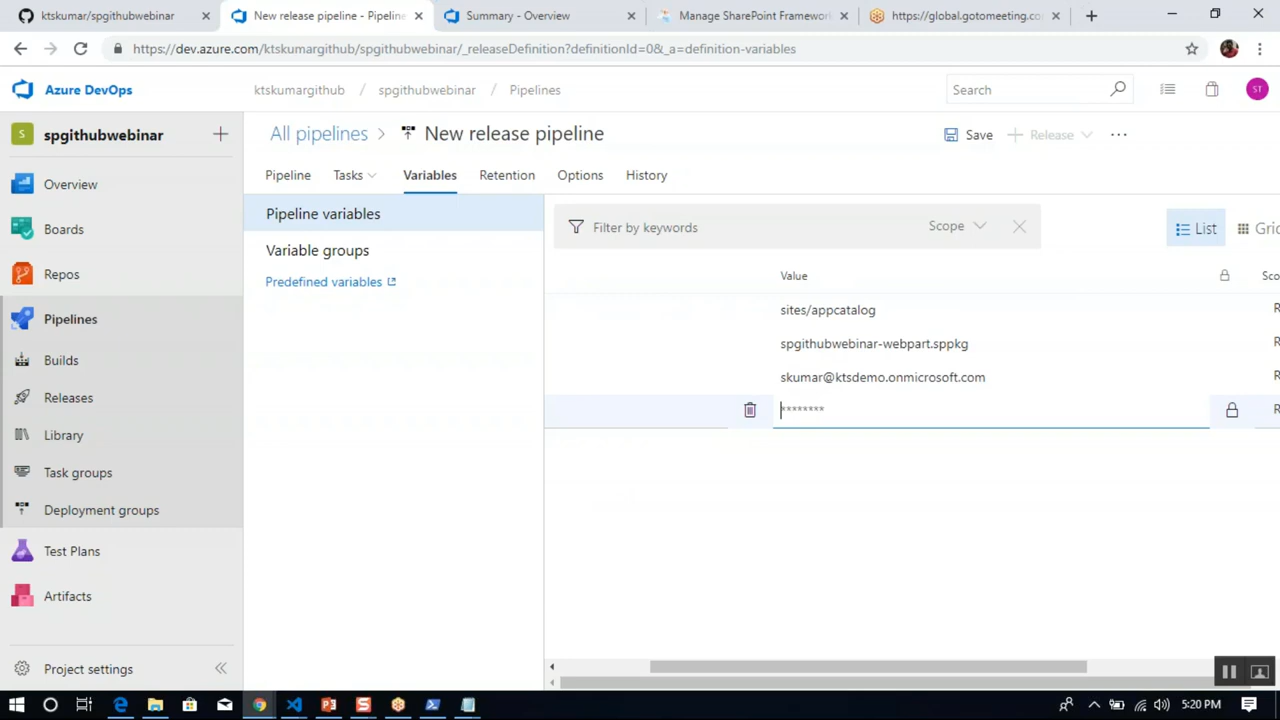 ktskumar/spgithubwebinar
New release pipeline - Pipeline
Summary - Overview
Manage SharePoint Framework
https://global.gotomeeting.co
https://dev.azure.com/ktskumargithub/spgithubwebinar/_releaseDefinition?definitionId=0&_a=definition-variables
Azure DevOps
ktskumargithub / spgithubwebinar / Pipelines
Search
ST
S spgithubwebinar
All pipelines > New release pipeline
Save
Release
Overview
Pipeline Tasks Variables Retention Options History
Boards
Pipeline variables
Filter by keywords
Scope
List
Grid
Variable groups
Repos
Predefined variables
Value
Sco
Pipelines
sites/appcatalog
R
spgithubwebinar-webpart.sppkg
R
Builds
skumar@ktsdemo.onmicrosoft.com
R
Releases
********
R
Library
Task groups
Deployment groups
Test Plans
Artifacts
Project settings
5:20 PM